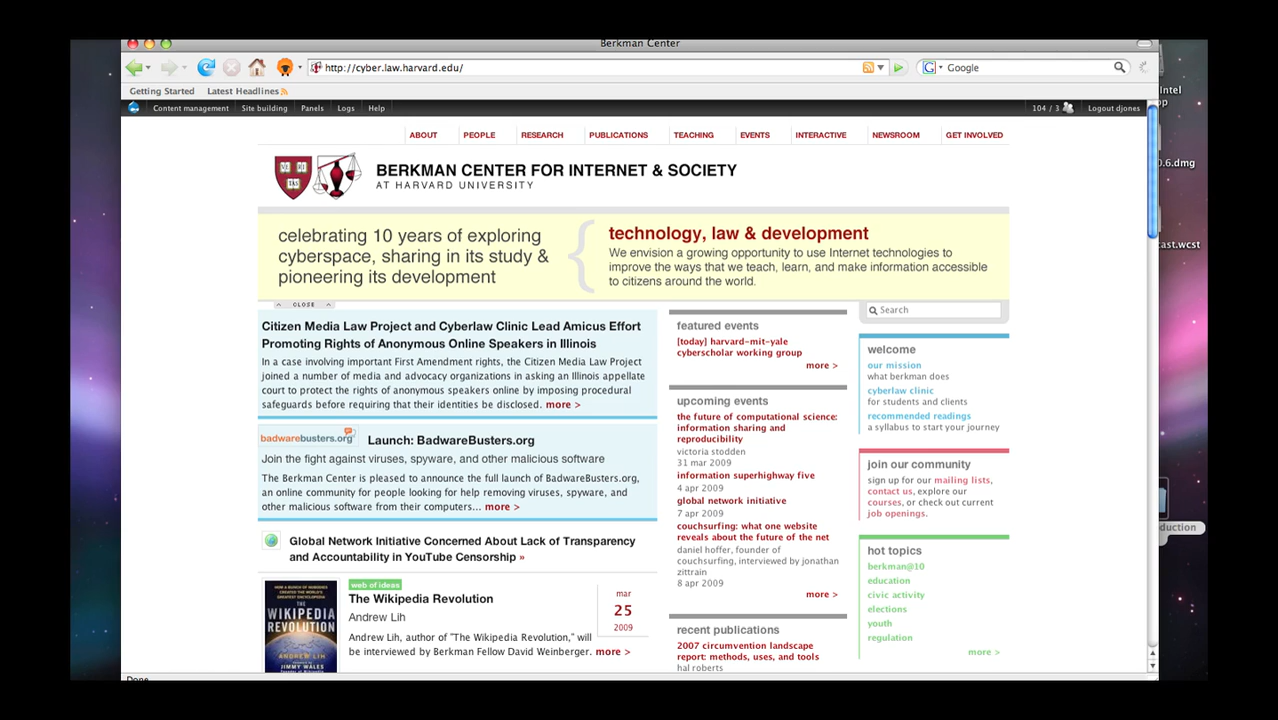 Berkman Center
http://cyber.law.harvard.edu/
Google
Getting Started
Latest Headlines
Content management
Site building
Panels
Logs
Help
104 / 3
Logout djones
ABOUT
PEOPLE
RESEARCH
PUBLICATIONS
TEACHING
EVENTS
INTERACTIVE
NEWSROOM
GET INVOLVED
BERKMAN CENTER FOR INTERNET & SOCIETY
AT HARVARD UNIVERSITY
celebrating 10 years of exploring
cyberspace, sharing in its study &
pioneering its development
technology, law & development
We envision a growing opportunity to use Internet technologies to
improve the ways that we teach, learn, and make information accessible
to citizens around the world.
CLOSE
Citizen Media Law Project and Cyberlaw Clinic Lead Amicus Effort
Promoting Rights of Anonymous Online Speakers in Illinois
In a case involving important First Amendment rights, the Citizen Media Law Project
joined a number of media and advocacy organizations in asking an Illinois appellate
court to protect the rights of anonymous speakers online by imposing procedural
safeguards before requiring that their identities be disclosed. more >
badwarebusters.org
Launch: BadwareBusters.org
Join the fight against viruses, spyware, and other malicious software
The Berkman Center is pleased to announce the full launch of BadwareBusters.org,
an online community for people looking for help removing viruses, spyware, and
other malicious software from their computers... more >
Global Network Initiative Concerned About Lack of Transparency
and Accountability in YouTube Censorship »
HOW A BUNCH OF NOBODIES
CREATED THE WORLD'S
GREATEST ENCYCLOPEDIA
THE
WIKIPEDIA
REVOLUTION
ANDREW LIH
JIMMY WALES
web of ideas
The Wikipedia Revolution
Andrew Lih
Andrew Lih, author of "The Wikipedia Revolution," will
be interviewed by Berkman Fellow David Weinberger. more >
mar
25
2009
featured events
[today] harvard-mit-yale
cyberscholar working group
more >
upcoming events
the future of computational science:
information sharing and
reproducibility
victoria stodden
31 mar 2009
information superhighway five
4 apr 2009
global network initiative
7 apr 2009
couchsurfing: what one website
reveals about the future of the net
daniel hoffer, founder of
couchsurfing, interviewed by jonathan
zittrain
8 apr 2009
more >
recent publications
2007 circumvention landscape
report: methods, uses, and tools
hal roberts
Search
welcome
our mission
what berkman does
cyberlaw clinic
for students and clients
recommended readings
a syllabus to start your journey
join our community
sign up for our mailing lists,
contact us, explore our
courses, or check out current
job openings.
hot topics
berkman@10
education
civic activity
elections
youth
regulation
more >
Intel
op
0.6.dmg
cast.wcst
duction
Done